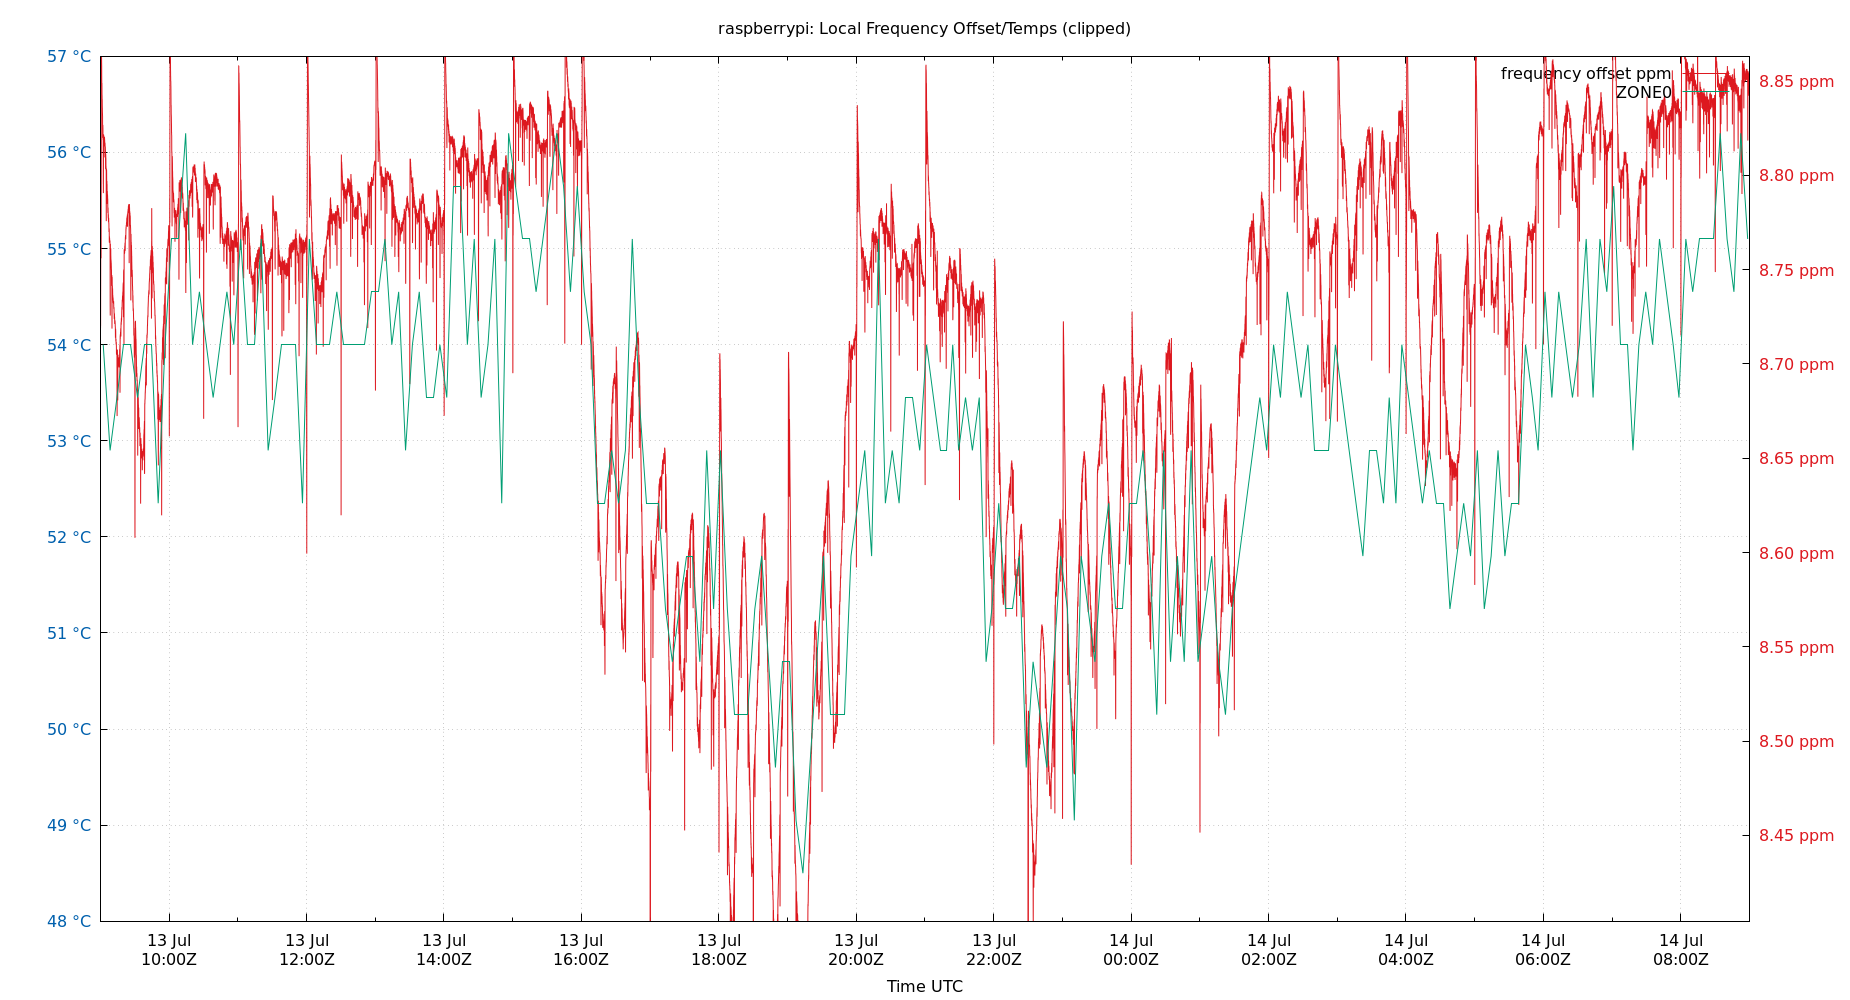 raspberrypi: Local Frequency Offset/Temps (clipped)
frequency offset ppm
ZONE0
57 °C
56 °C
55 °C
54 °C
53 °C
52 °C
51 °C
50 °C
49 °C
48 °C
8.85 ppm
8.80 ppm
8.75 ppm
8.70 ppm
8.65 ppm
8.60 ppm
8.55 ppm
8.50 ppm
8.45 ppm
13 Jul 13 Jul 13 Jul 13 Jul 13 Jul 13 Jul 13 Jul 14 Jul 14 Jul 14 Jul 14 Jul 14 Jul
10:00Z 12:00Z 14:00Z 16:00Z 18:00Z 20:00Z 22:00Z 00:00Z 02:00Z 04:00Z 06:00Z 08:00Z
Time UTC